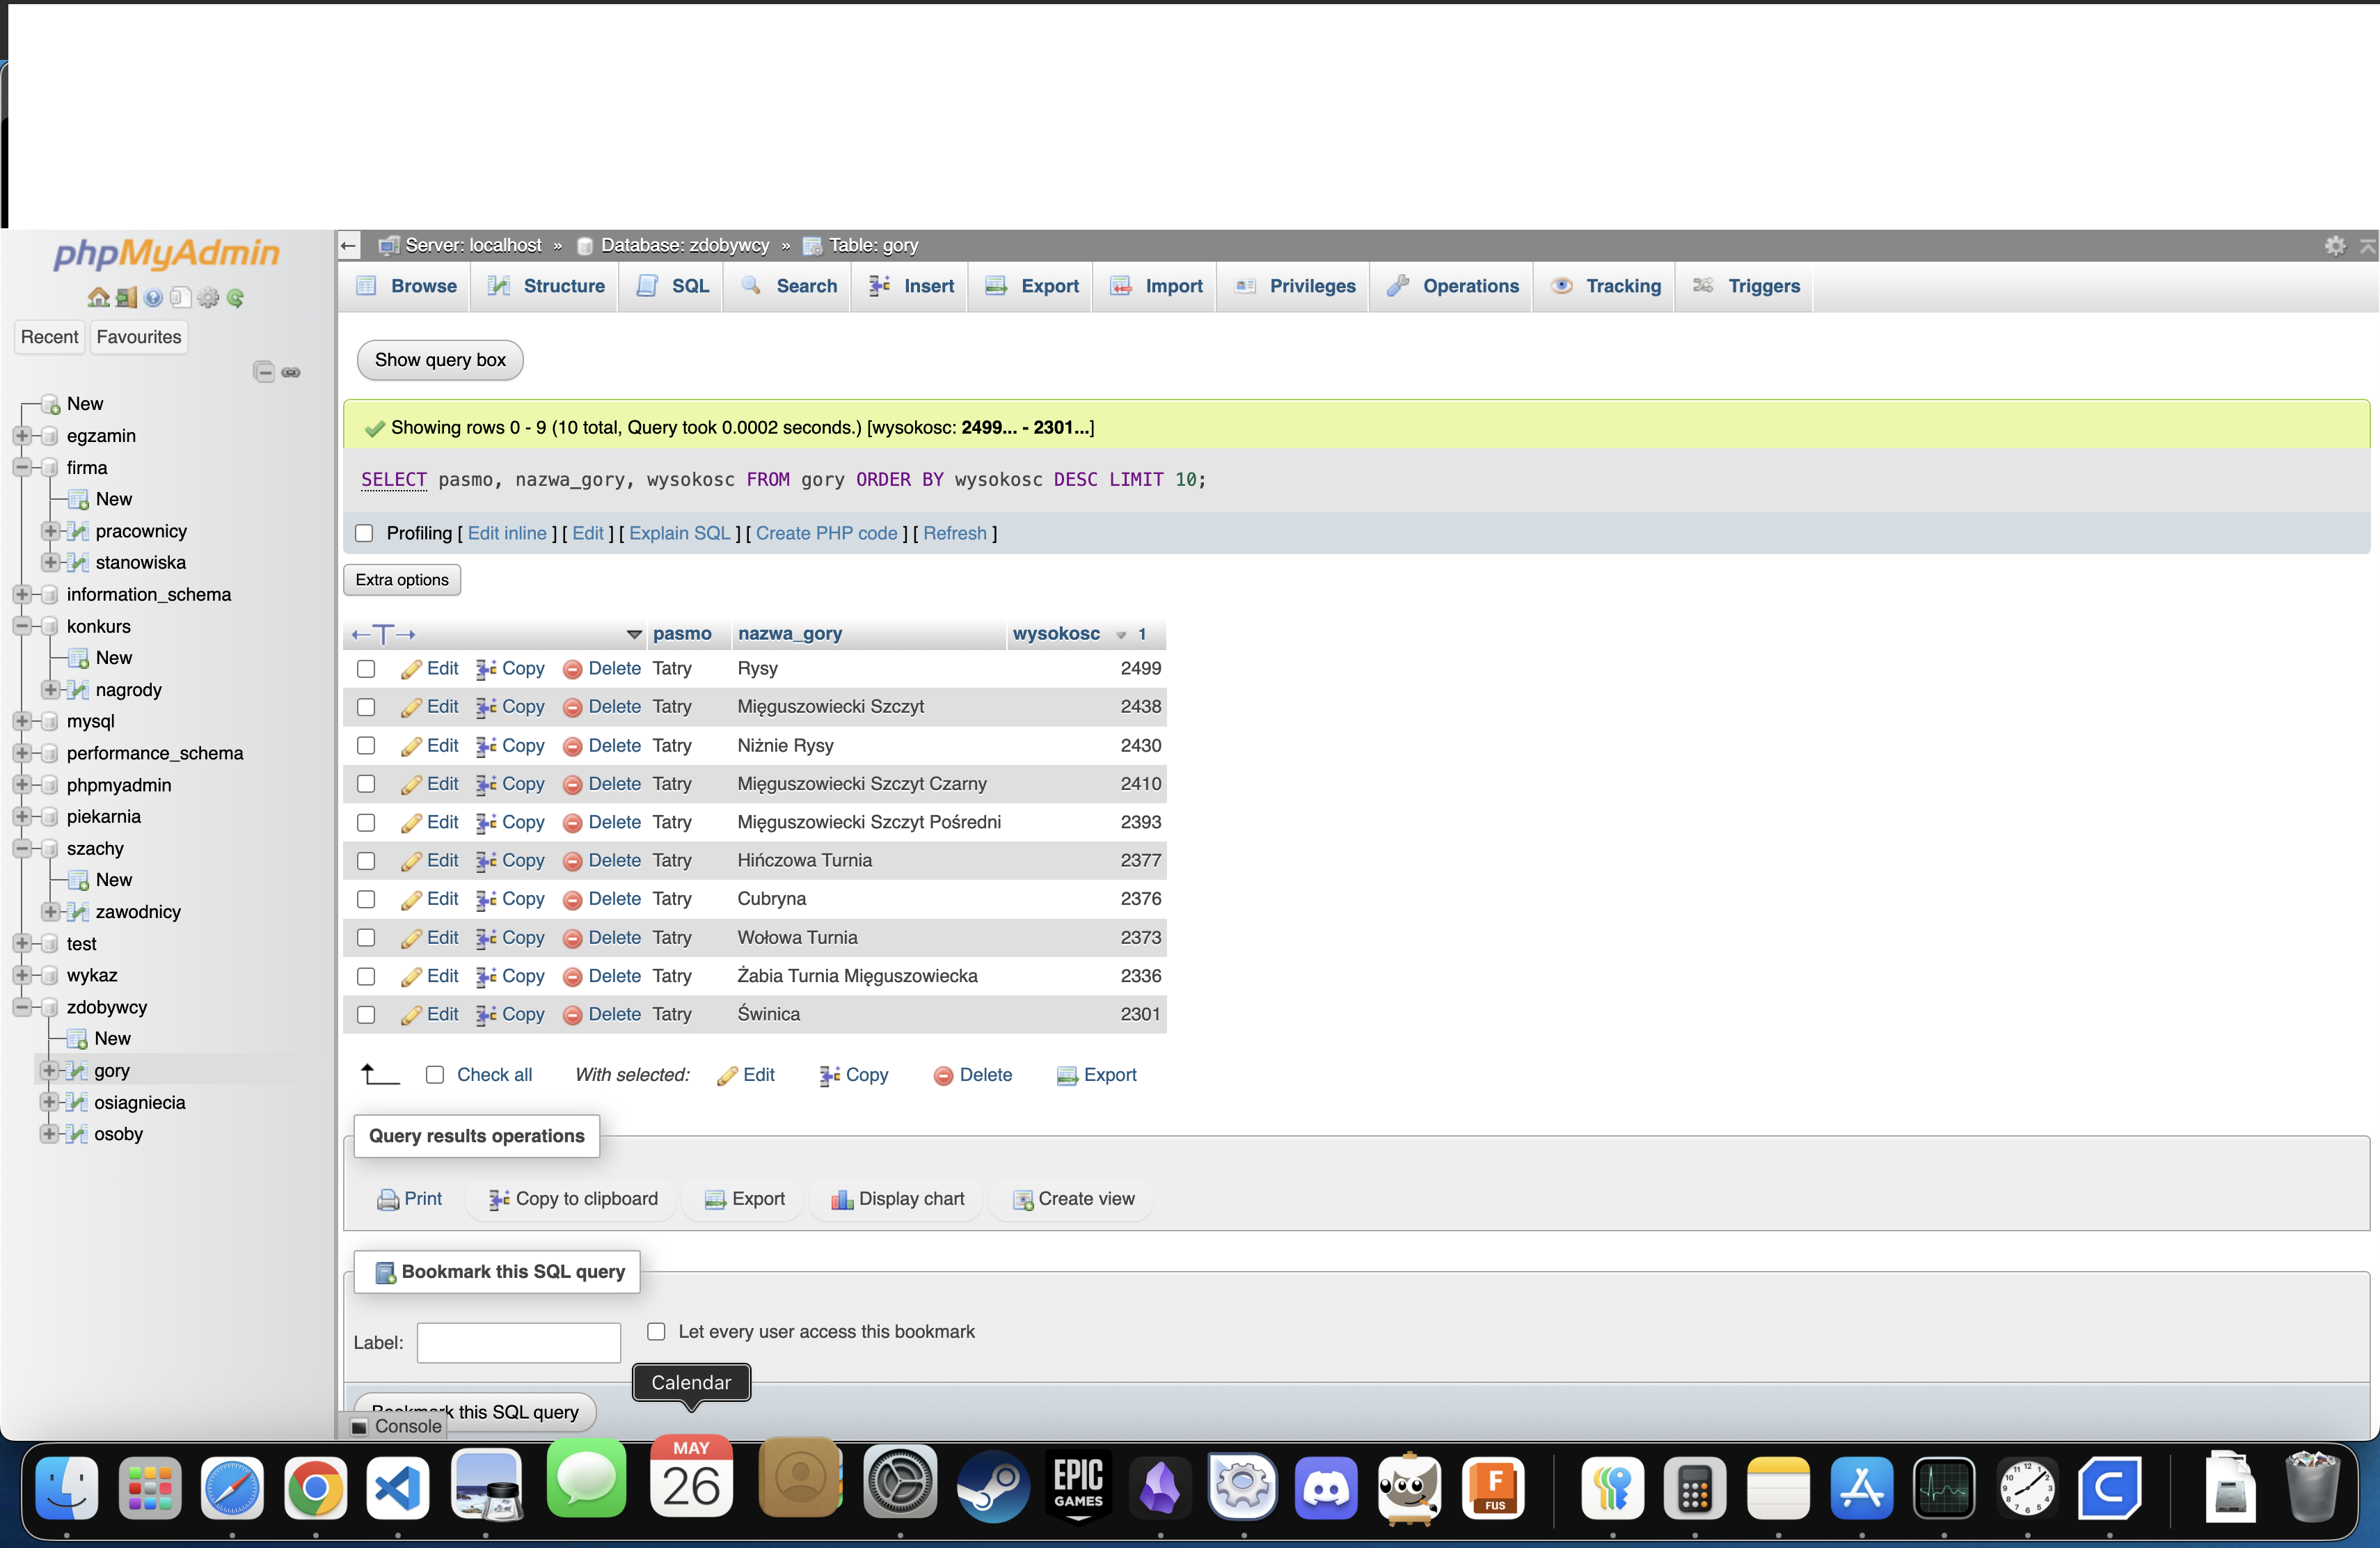 phpMyAdmin
Recent Favourites
New
egzamin
firma
New
pracownicy
stanowiska
information_schema
konkurs
New
nagrody
mysql
performance_schema
phpmyadmin
piekarnia
szachy
New
zawodnicy
test
wykaz
zdobywcy
New
gory
osiagniecia
osoby
Server: localhost » Database: zdobywcy » Table: gory
Browse Structure SQL Search Insert Export Import Privileges Operations Tracking Triggers
Show query box
Showing rows 0 - 9 (10 total, Query took 0.0002 seconds.) [wysokosc: 2499... - 2301...]
SELECT pasmo, nazwa_gory, wysokosc FROM gory ORDER BY wysokosc DESC LIMIT 10;
Profiling [ Edit inline ] [ Edit ] [ Explain SQL ] [ Create PHP code ] [ Refresh ]
Extra options
←T→ pasmo nazwa_gory wysokosc 1
Edit Copy Delete Tatry Rysy 2499
Edit Copy Delete Tatry Mięguszowiecki Szczyt 2438
Edit Copy Delete Tatry Niżnie Rysy 2430
Edit Copy Delete Tatry Mięguszowiecki Szczyt Czarny 2410
Edit Copy Delete Tatry Mięguszowiecki Szczyt Pośredni 2393
Edit Copy Delete Tatry Hińczowa Turnia 2377
Edit Copy Delete Tatry Cubryna 2376
Edit Copy Delete Tatry Wołowa Turnia 2373
Edit Copy Delete Tatry Żabia Turnia Mięguszowiecka 2336
Edit Copy Delete Tatry Świnica 2301
Check all With selected: Edit Copy Delete Export
Query results operations
Print Copy to clipboard Export Display chart Create view
Bookmark this SQL query
Label: Let every user access this bookmark
Calendar
Bookmark this SQL query
Console
MAY
26
EPIC
GAMES
F
FUS